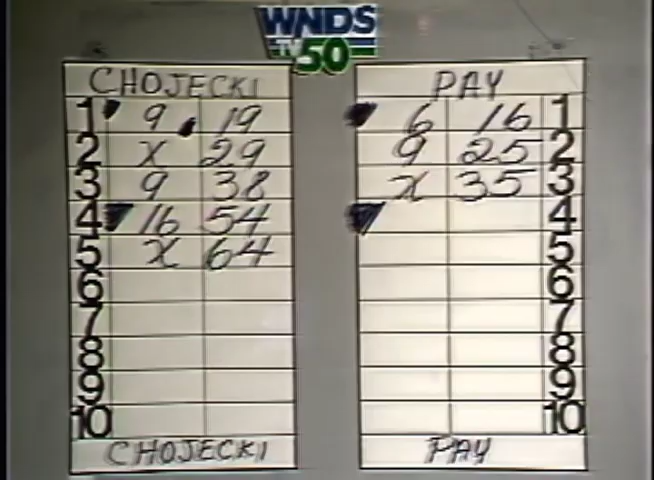 WNDS
TV 50
CHOJECKI
1 9 19
2 X 29
3 9 38
4 16 54
5 X 64
6
7
8
9
10
CHOJECKI
PAY
6 16 1
9 25 2
X 35 3
4
5
6
7
8
9
10
PAY